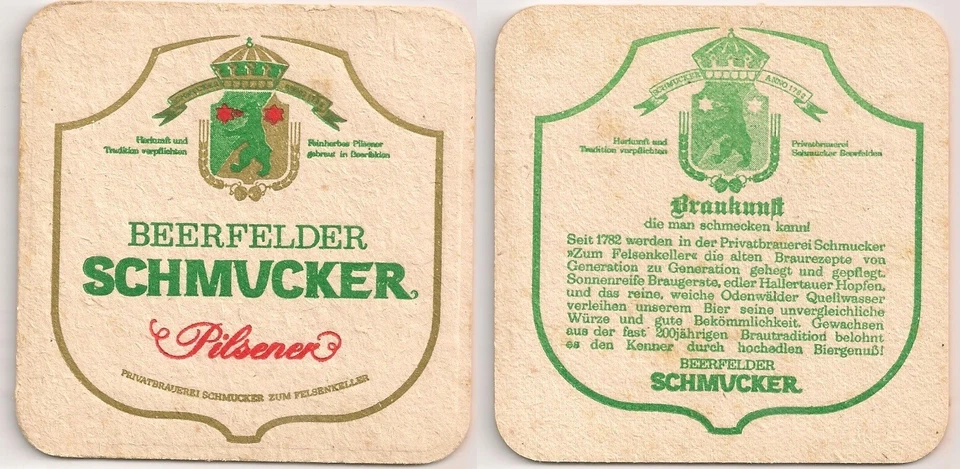 Herkunft und
Tradition verpflichten
Feinherbes Pilsener
gebraut in Beerfelden
BEERFELDER
SCHMUCKER
Pilsener
PRIVATBRAUEREI SCHMUCKER ZUM FELSENKELLER
SCHMUCKER ANNO 1782
Herkunft und
Tradition verpflichten
Privatbrauerei
Schmucker Beerfelden
Braukunst
die man schmecken kann!
Seit 1782 werden in der Privatbrauerei Schmucker
»Zum Felsenkeller« die alten Braurezepte von
Generation zu Generation gehegt und gepflegt.
Sonnenreife Braugerste, edler Hallertauer Hopfen,
und das reine, weiche Odenwälder Quellwasser
verleihen unserem Bier seine unvergleichliche
Würze und gute Bekömmlichkeit. Gewachsen
aus der fast 200jährigen Brautradition belohnt
es den Kenner durch hochedlen Biergenuß!
BEERFELDER
SCHMUCKER